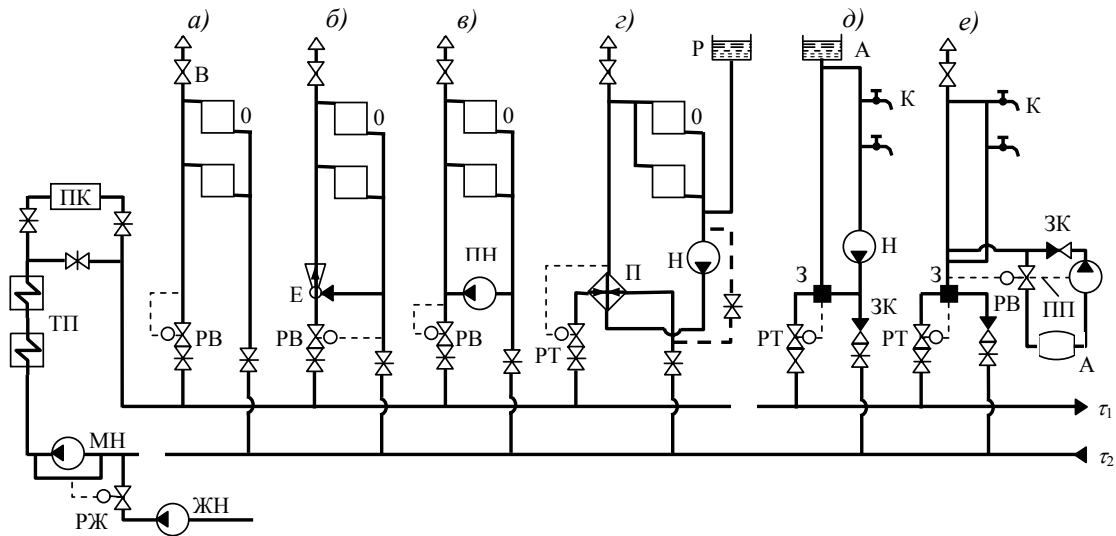 а) б) в) г) д) е)
Р А
В К К
0 0 0
ПК
ПН Н Н ЗК
Е П З З
ТП РВ ПП
ЗК
РВ РВ РВ РТ РТ РТ А
τ1
МН τ2
РЖ ЖН